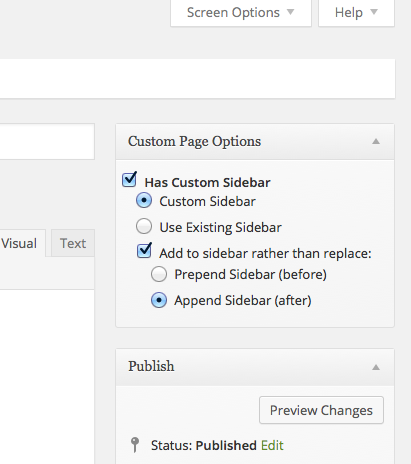 Screen Options
Help
Custom Page Options
Has Custom Sidebar
Custom Sidebar
Use Existing Sidebar
Visual
Text
Add to sidebar rather than replace:
Prepend Sidebar (before)
Append Sidebar (after)
Publish
Preview Changes
Status: Published Edit